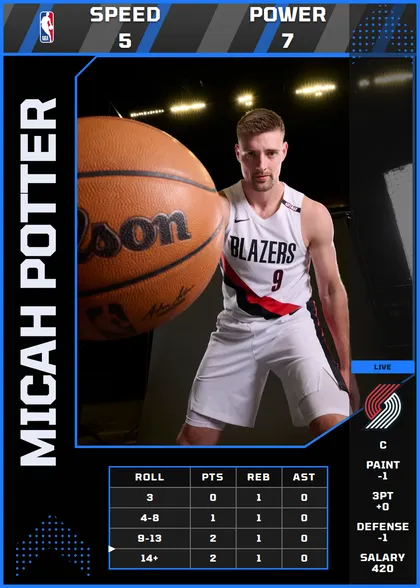 SPEED
5
POWER
7
MICAH POTTER
lson
BLAZERS
9
LIVE
C
PAINT
-1
3PT
+0
DEFENSE
-1
SALARY
420
ROLL PTS REB AST
3 0 1 0
4-8 1 1 0
9-13 2 1 0
14+ 2 1 0